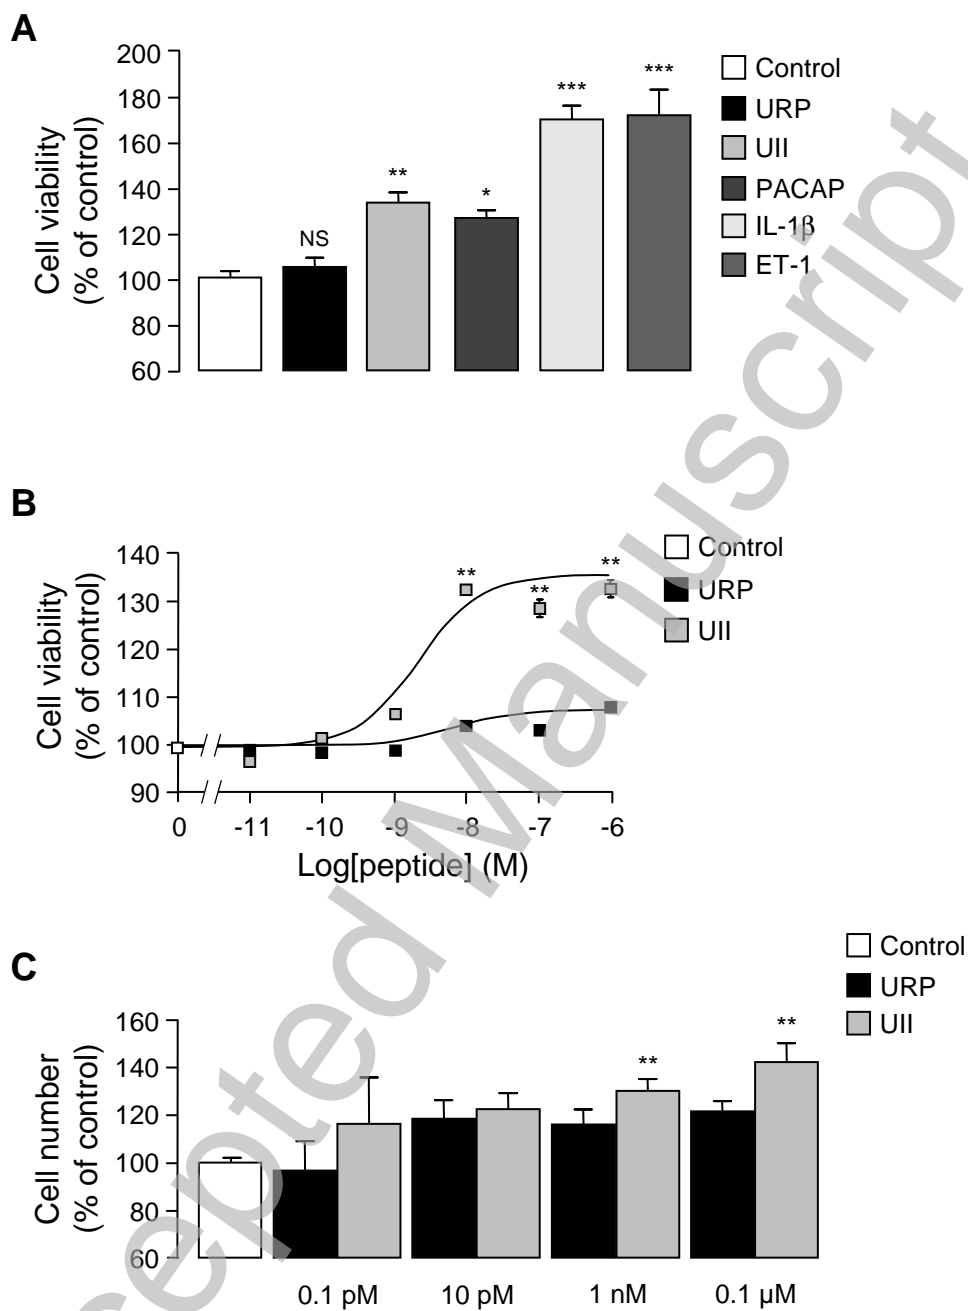 A
Cell viability
(% of control)
200
180
160
140
120
100
80
60
NS
**
*
***
***
Control
URP
UII
PACAP
IL-1β
ET-1
B
Cell viability
(% of control)
140
130
120
110
100
90
**
**
**
0
-11
-10
-9
-8
-7
-6
Log[peptide] (M)
Control
URP
UII
C
Cell number
(% of control)
160
140
120
100
80
60
**
**
0.1 pM
10 pM
1 nM
0.1 µM
Control
URP
UII
epted Manuscript